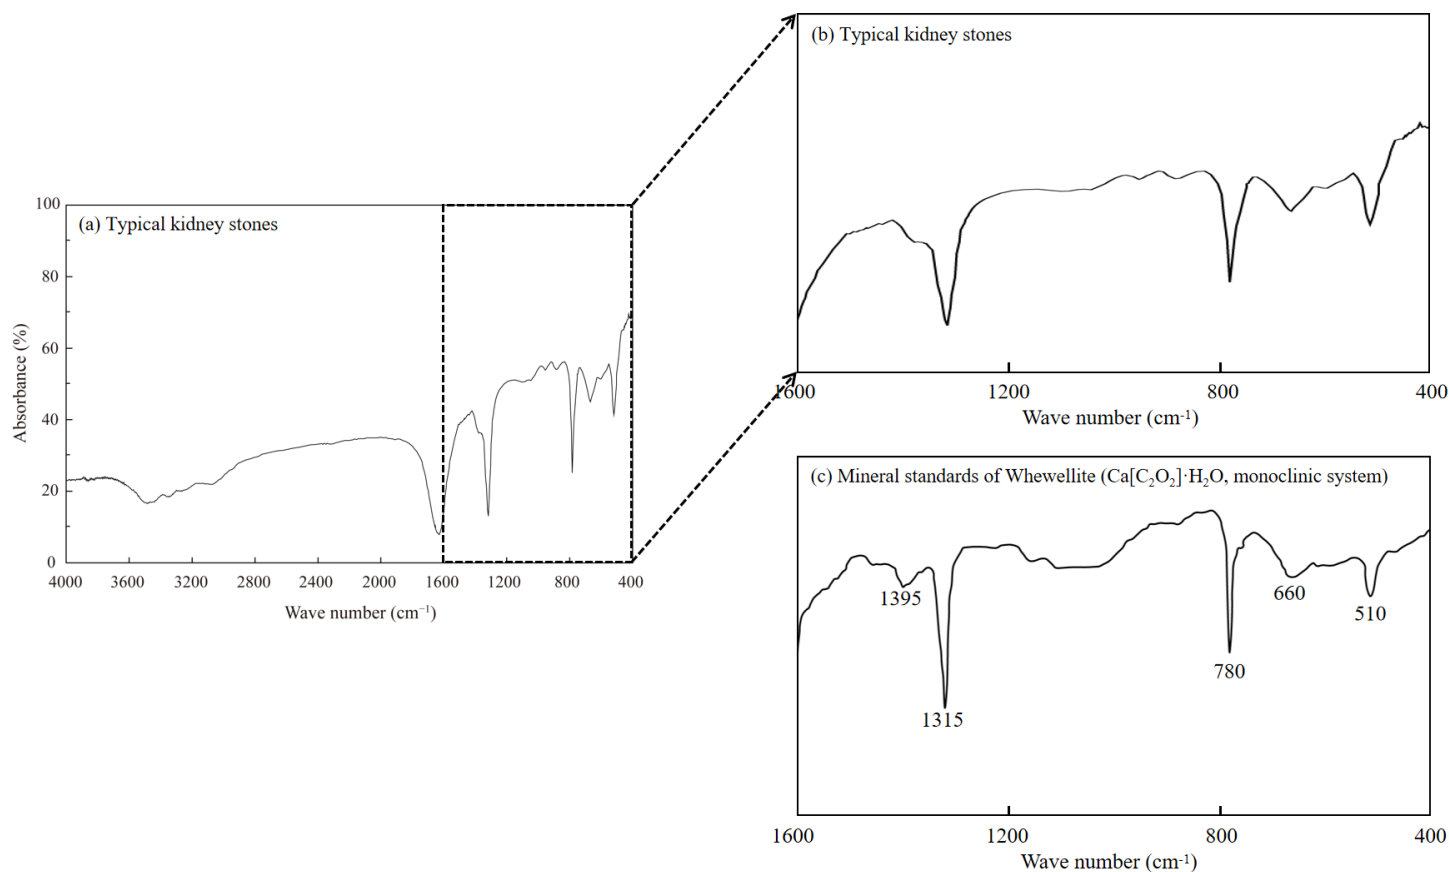 (a) Typical kidney stones
Absorbance (%)
100
80
60
40
20
0
4000 3600 3200 2800 2400 2000 1600 1200 800 400
Wave number (cm⁻¹)
(b) Typical kidney stones
1600 1200 800 400
Wave number (cm⁻¹)
(c) Mineral standards of Whewellite (Ca[C₂O₂]·H₂O, monoclinic system)
1395
1315
780
660
510
1600 1200 800 400
Wave number (cm⁻¹)